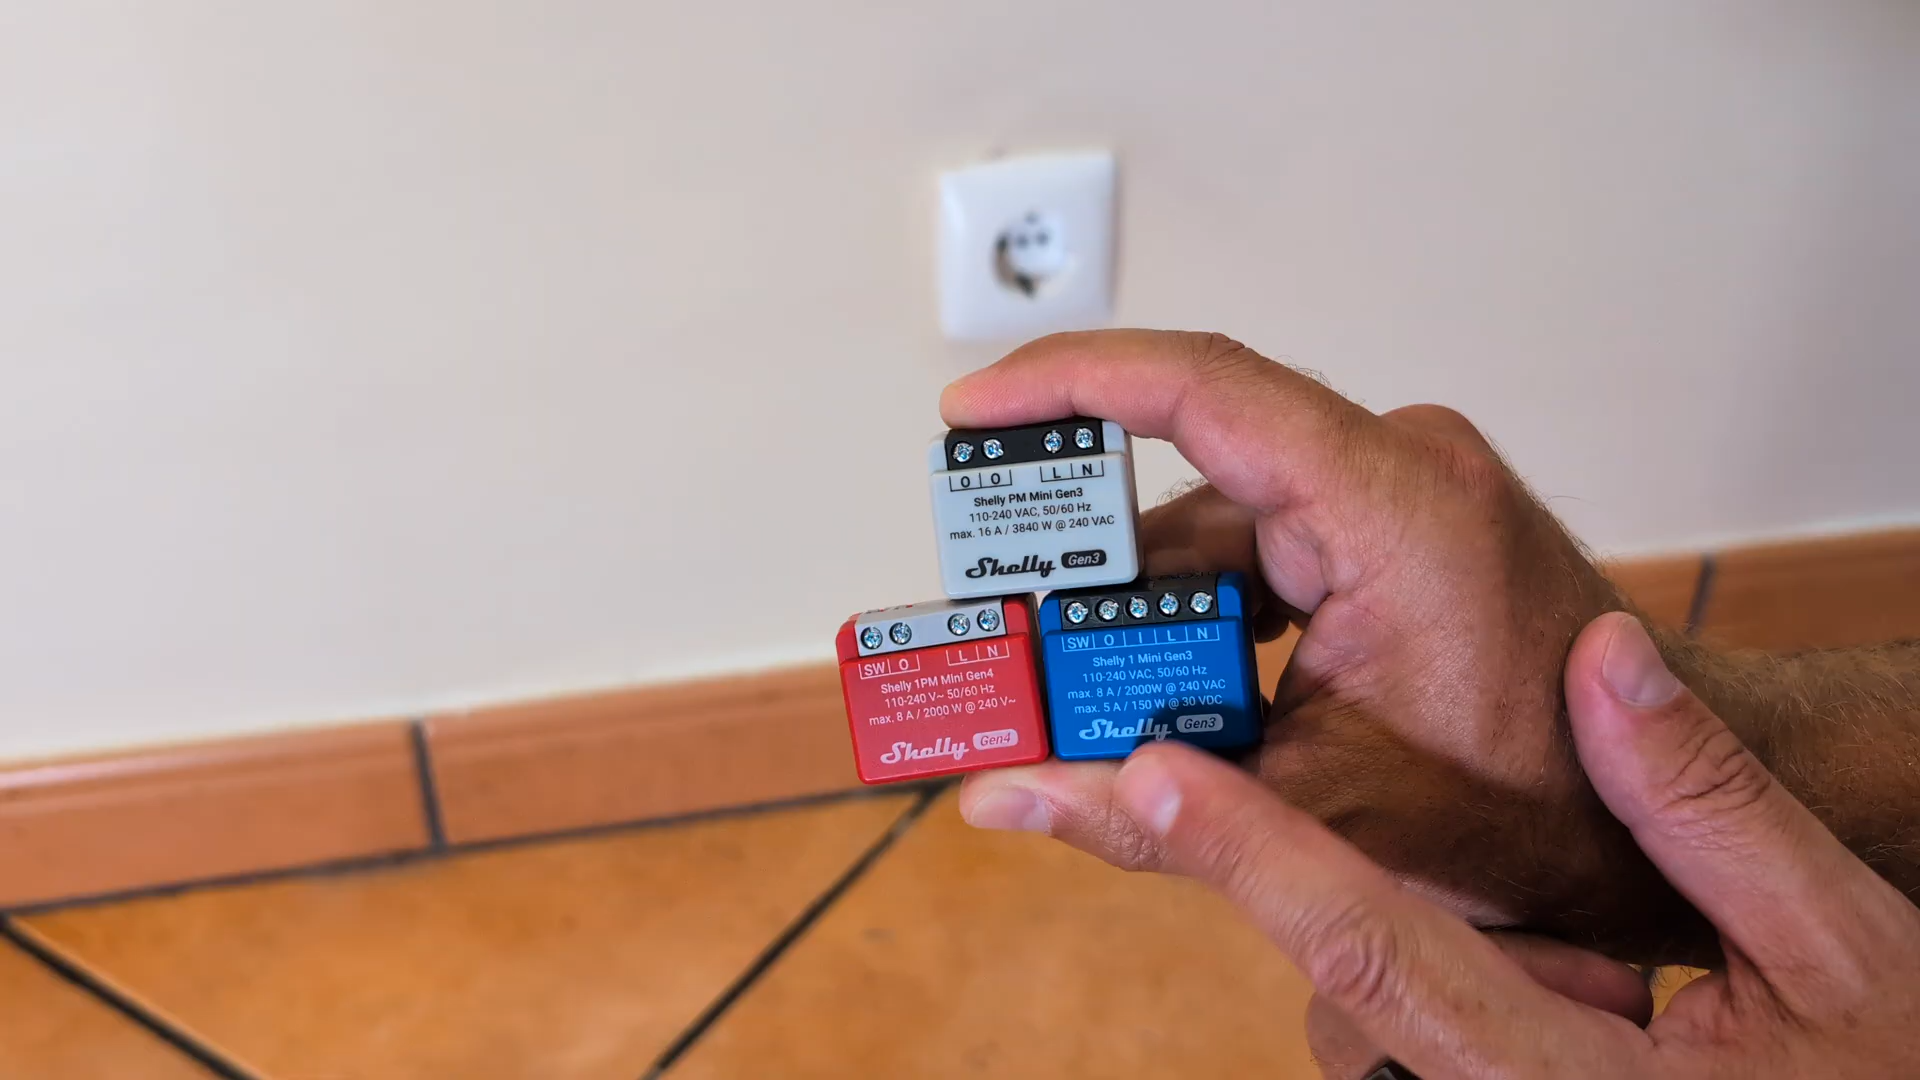 O O L N
Shelly PM Mini Gen3
110-240 VAC, 50/60 Hz
max. 16 A / 3840 W @ 240 VAC
Shelly Gen3
SW O L N
Shelly 1PM Mini Gen4
110-240 V~ 50/60 Hz
max. 8 A / 2000 W @ 240 V~
Shelly Gen4
SW O I L N
Shelly 1 Mini Gen3
110-240 VAC, 50/60 Hz
max. 8 A / 2000W @ 240 VAC
max. 5 A / 150 W @ 30 VDC
Shelly Gen3